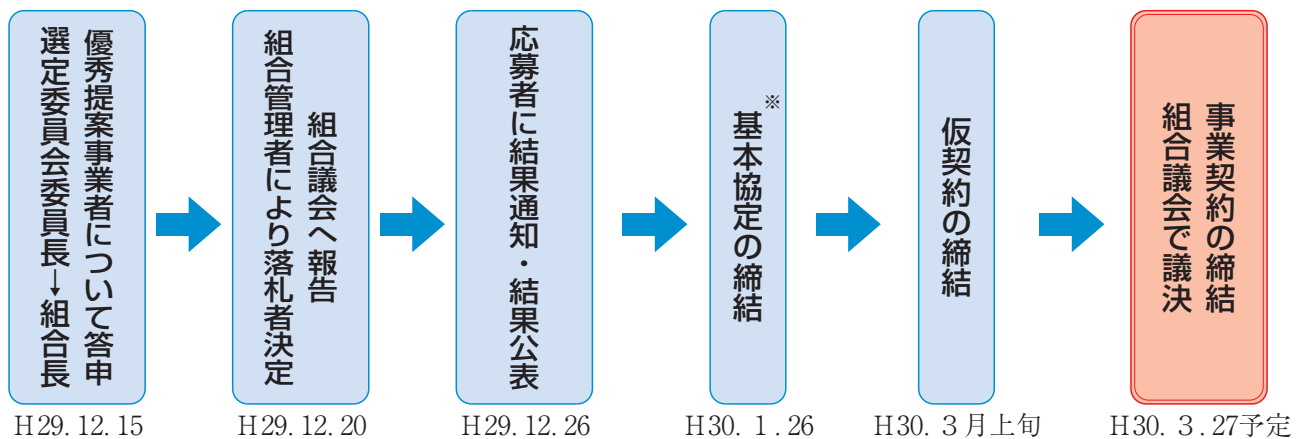 優秀提案事業者について答申
選定委員会委員長→組合長
H29.12.15
組合議会へ報告
組合管理者により落札者決定
H29.12.20
応募者に結果通知・結果公表
H29.12.26
※
基本協定の締結
H30.１.26
仮契約の締結
H30.３月上旬
事業契約の締結
組合議会で議決
H30.３.27予定